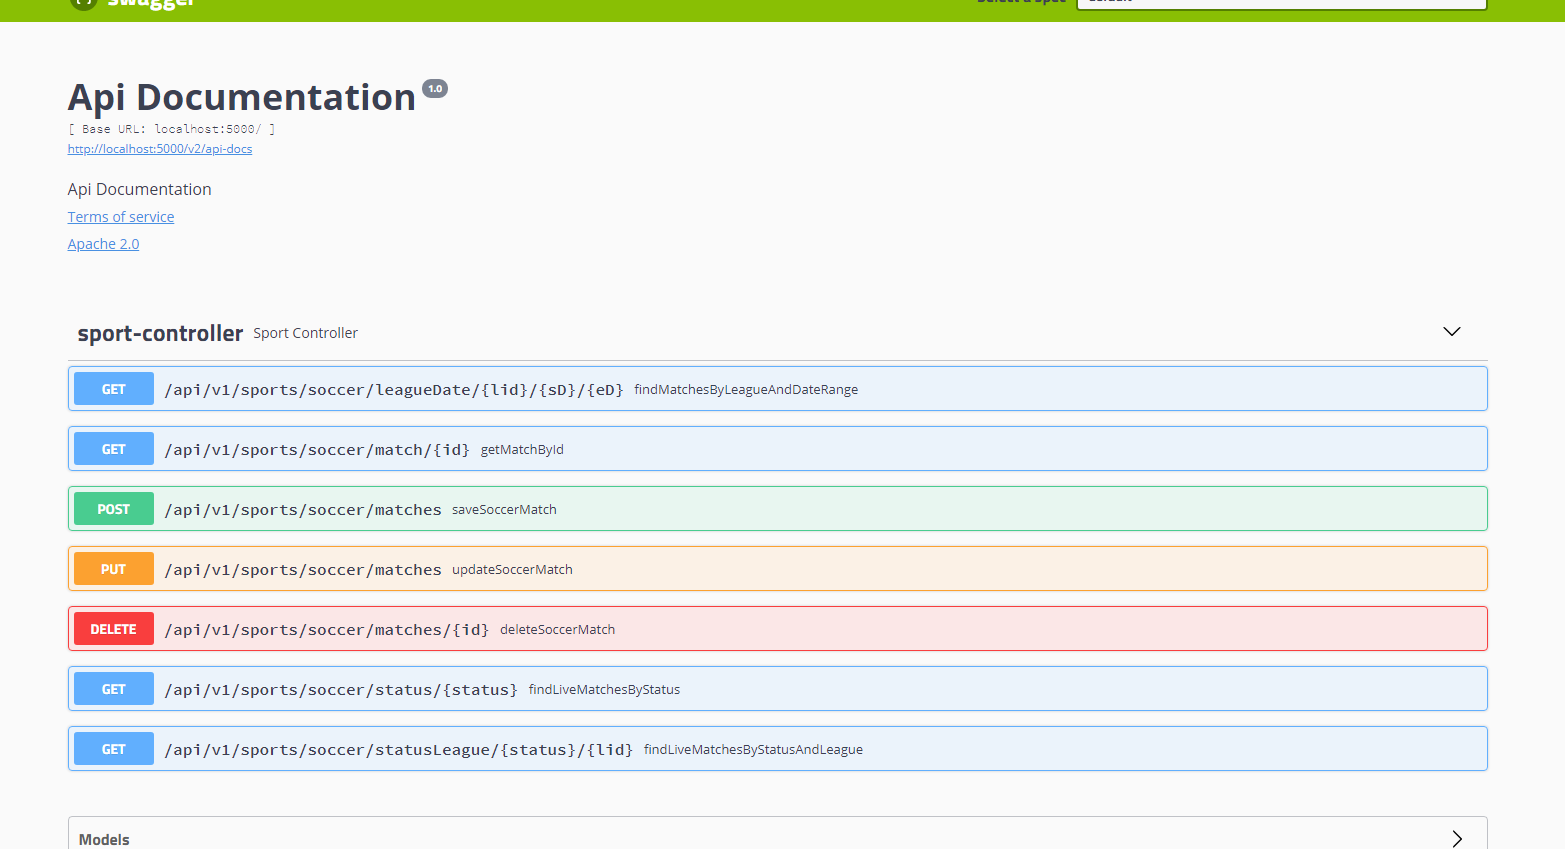 swagger
Select a spec default
Api Documentation 1.0
[ Base URL: localhost:5000/ ]
http://localhost:5000/v2/api-docs
Api Documentation
Terms of service
Apache 2.0
sport-controller Sport Controller
GET /api/v1/sports/soccer/leagueDate/{lid}/{sD}/{eD} findMatchesByLeagueAndDateRange
GET /api/v1/sports/soccer/match/{id} getMatchById
POST /api/v1/sports/soccer/matches saveSoccerMatch
PUT /api/v1/sports/soccer/matches updateSoccerMatch
DELETE /api/v1/sports/soccer/matches/{id} deleteSoccerMatch
GET /api/v1/sports/soccer/status/{status} findLiveMatchesByStatus
GET /api/v1/sports/soccer/statusLeague/{status}/{lid} findLiveMatchesByStatusAndLeague
Models